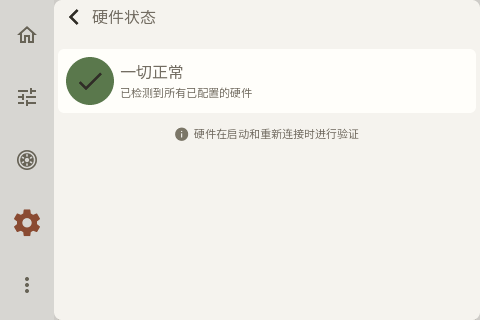 硬件状态
一切正常
已检测到所有已配置的硬件
硬件在启动和重新连接时进行验证